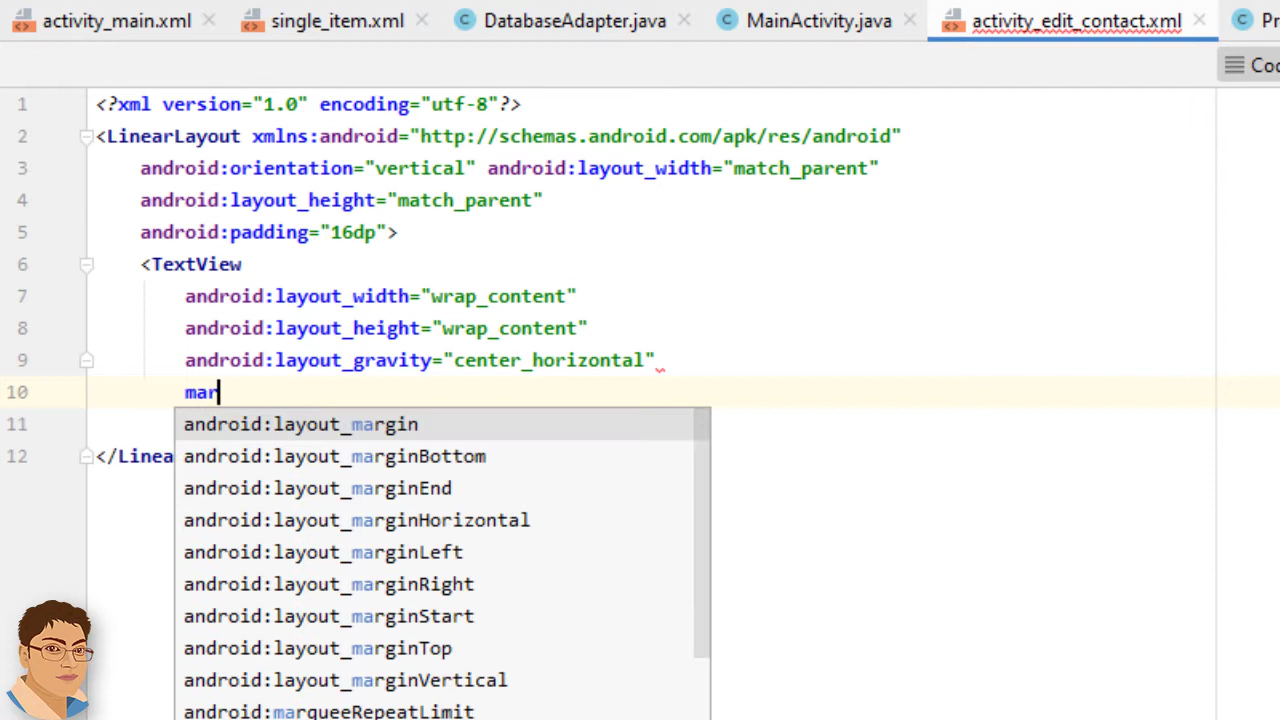 activity_main.xml single_item.xml DatabaseAdapter.java MainActivity.java activity_edit_contact.xml Pr
Coo
1 <?xml version="1.0" encoding="utf-8"?>
2 <LinearLayout xmlns:android="http://schemas.android.com/apk/res/android"
3 android:orientation="vertical" android:layout_width="match_parent"
4 android:layout_height="match_parent"
5 android:padding="16dp">
6 <TextView
7 android:layout_width="wrap_content"
8 android:layout_height="wrap_content"
9 android:layout_gravity="center_horizontal"
10 mar
android:layout_margin
11
android:layout_marginBottom
12 </Linea
android:layout_marginEnd
android:layout_marginHorizontal
android:layout_marginLeft
android:layout_marginRight
android:layout_marginStart
android:layout_marginTop
android:layout_marginVertical
android:marqueeRepeatLimit